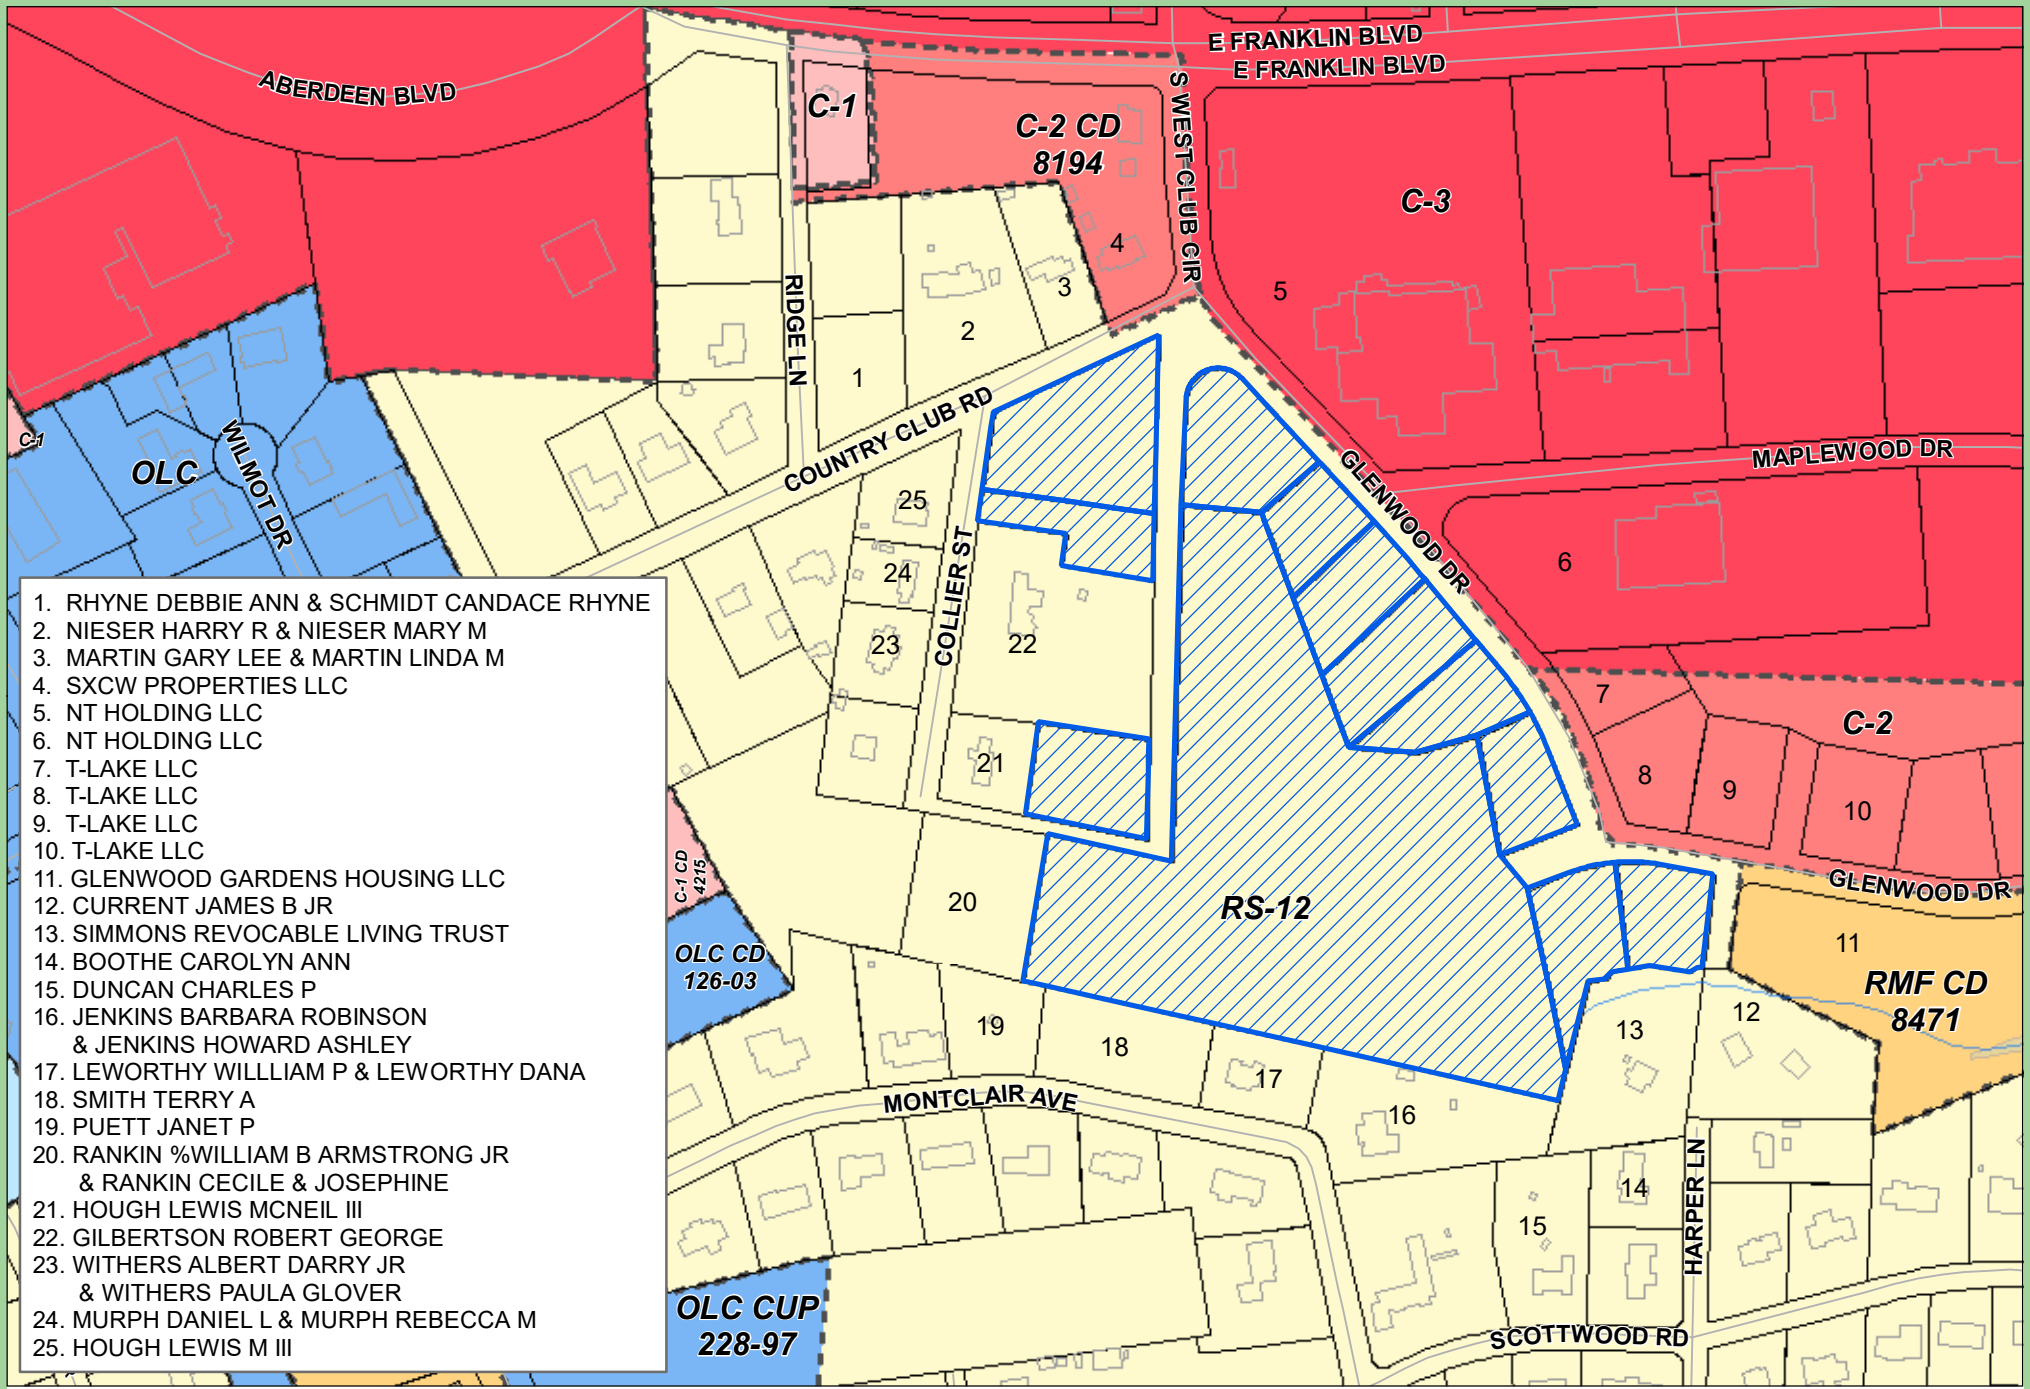 E FRANKLIN BLVD
E FRANKLIN BLVD
ABERDEEN BLVD
C-1
C-2 CD
8194
S WESTCLUB CIR
C-3
4
5
3
2
1
RIDGE LN
COUNTRY CLUB RD
C-1
OLC
WILMOT DR
GLENWOOD DR
MAPLEWOOD DR
25
24
23
COLLIER ST
22
21
20
6
7
8
9
10
C-2
GLENWOOD DR
11
RMF CD
8471
RS-12
C-1 CD
4215
OLC CD
126-03
19
18
17
16
13
12
MONTCLAIR AVE
14
15
HARPER LN
SCOTTWOOD RD
OLC CUP
228-97
1. RHYNE DEBBIE ANN & SCHMIDT CANDACE RHYNE
2. NIESER HARRY R & NIESER MARY M
3. MARTIN GARY LEE & MARTIN LINDA M
4. SXCW PROPERTIES LLC
5. NT HOLDING LLC
6. NT HOLDING LLC
7. T-LAKE LLC
8. T-LAKE LLC
9. T-LAKE LLC
10. T-LAKE LLC
11. GLENWOOD GARDENS HOUSING LLC
12. CURRENT JAMES B JR
13. SIMMONS REVOCABLE LIVING TRUST
14. BOOTHE CAROLYN ANN
15. DUNCAN CHARLES P
16. JENKINS BARBARA ROBINSON
& JENKINS HOWARD ASHLEY
17. LEWORTHY WILLLIAM P & LEWORTHY DANA
18. SMITH TERRY A
19. PUETT JANET P
20. RANKIN %WILLIAM B ARMSTRONG JR
& RANKIN CECILE & JOSEPHINE
21. HOUGH LEWIS MCNEIL III
22. GILBERTSON ROBERT GEORGE
23. WITHERS ALBERT DARRY JR
& WITHERS PAULA GLOVER
24. MURPH DANIEL L & MURPH REBECCA M
25. HOUGH LEWIS M III